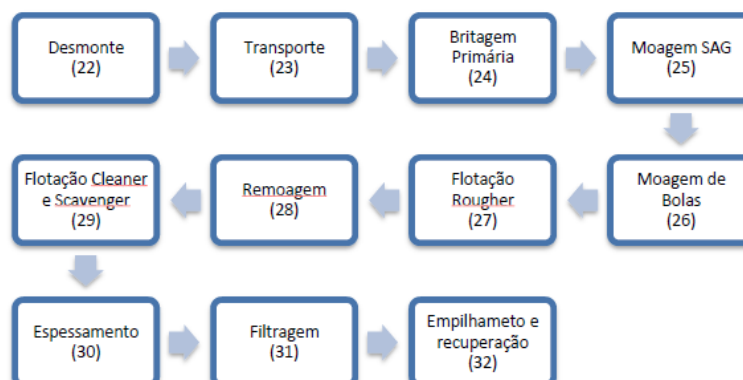 Desmonte
(22)
Transporte
(23)
Britagem
Primária
(24)
Moagem SAG
(25)
Flotação Cleaner
e Scavenger
(29)
Remoagem
(28)
Flotação
Rougher
(27)
Moagem de
Bolas
(26)
Espessamento
(30)
Filtragem
(31)
Empilhameto e
recuperação
(32)